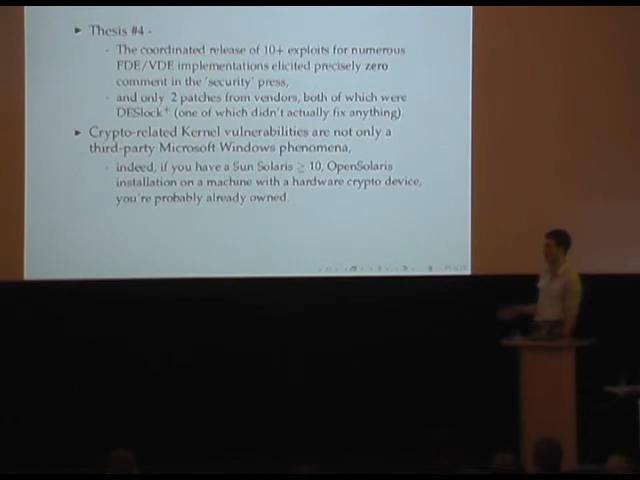 ► Thesis #4 -
- The coordinated release of 10+ exploits for numerous
FDE/VDE implementations elicited precisely zero
comment in the 'security' press,
- and only 2 patches from vendors, both of which were
DESlock⁺ (one of which didn't actually fix anything).
► Crypto-related Kernel vulnerabilities are not only a
third-party Microsoft Windows phenomena,
- indeed, if you have a Sun Solaris ≥ 10, OpenSolaris
installation on a machine with a hardware crypto device,
you're probably already owned.